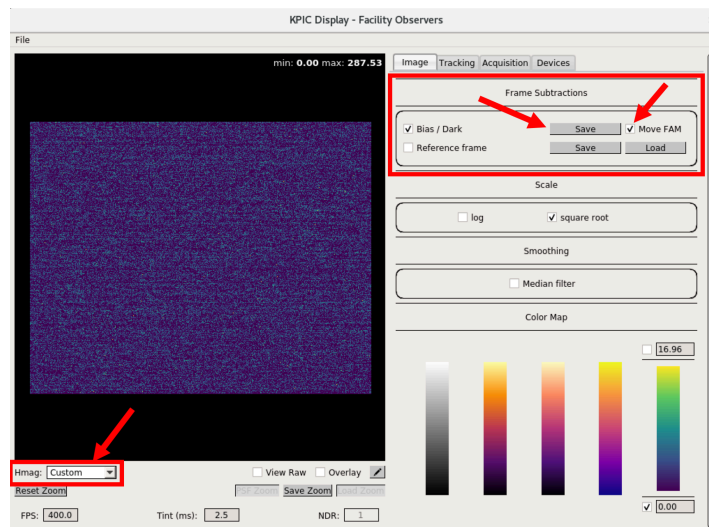 KPIC Display - Facility Observers
File
min: 0.00 max: 287.53
Image Tracking Acquisition Devices
Frame Subtractions
Bias / Dark Save Move FAM
Reference frame Save Load
Scale
log square root
Smoothing
Median filter
Color Map
16.96
Hmag: Custom View Raw Overlay
Reset Zoom PSF Zoom Save Zoom Load Zoom
0.00
FPS: 400.0 Tint (ms): 2.5 NDR: 1